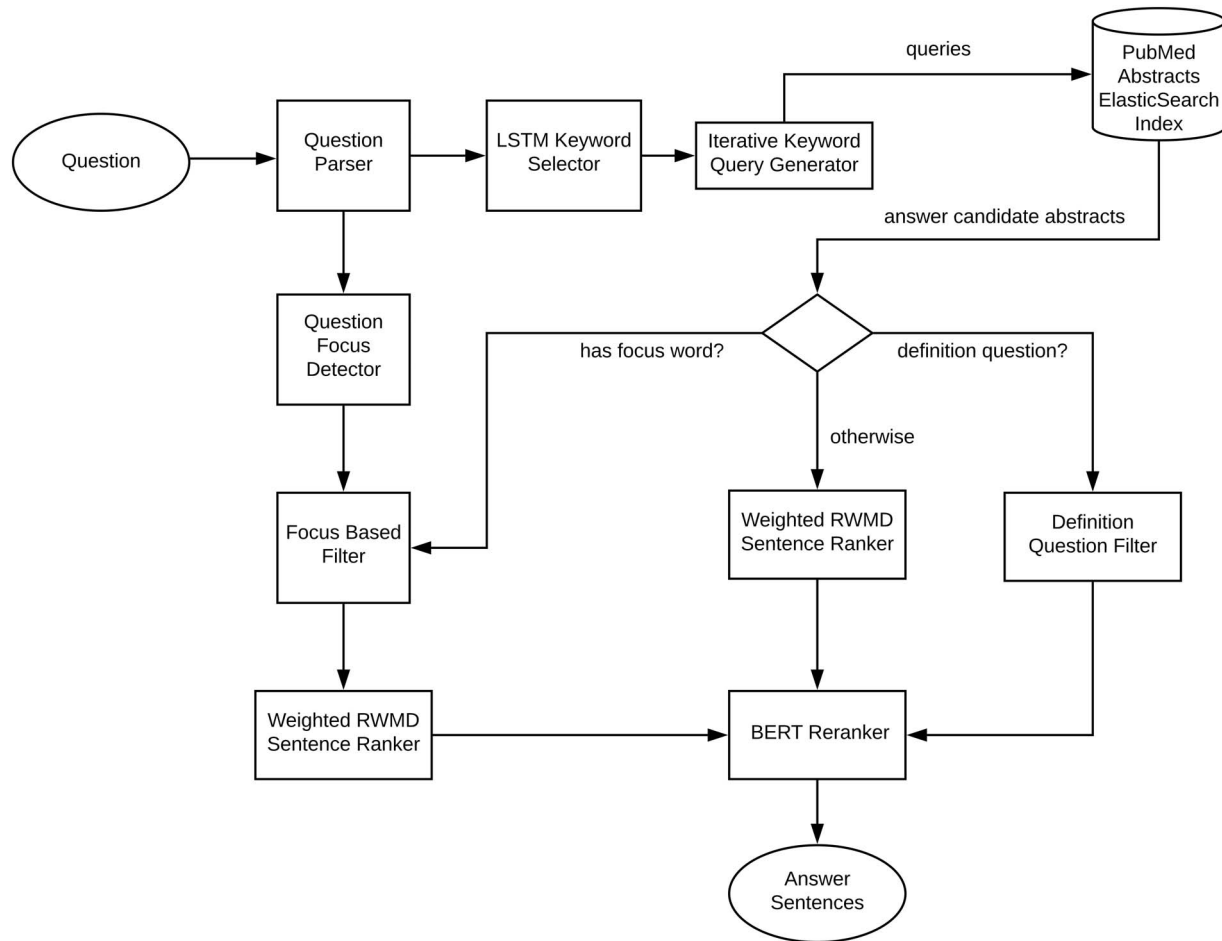 queries
PubMed
Abstracts
ElasticSearch
Index
Question
Question
Parser
LSTM Keyword
Selector
Iterative Keyword
Query Generator
answer candidate abstracts
Question
Focus
Detector
has focus word?
definition question?
otherwise
Focus Based
Filter
Weighted RWMD
Sentence Ranker
Definition
Question Filter
Weighted RWMD
Sentence Ranker
BERT Reranker
Answer
Sentences